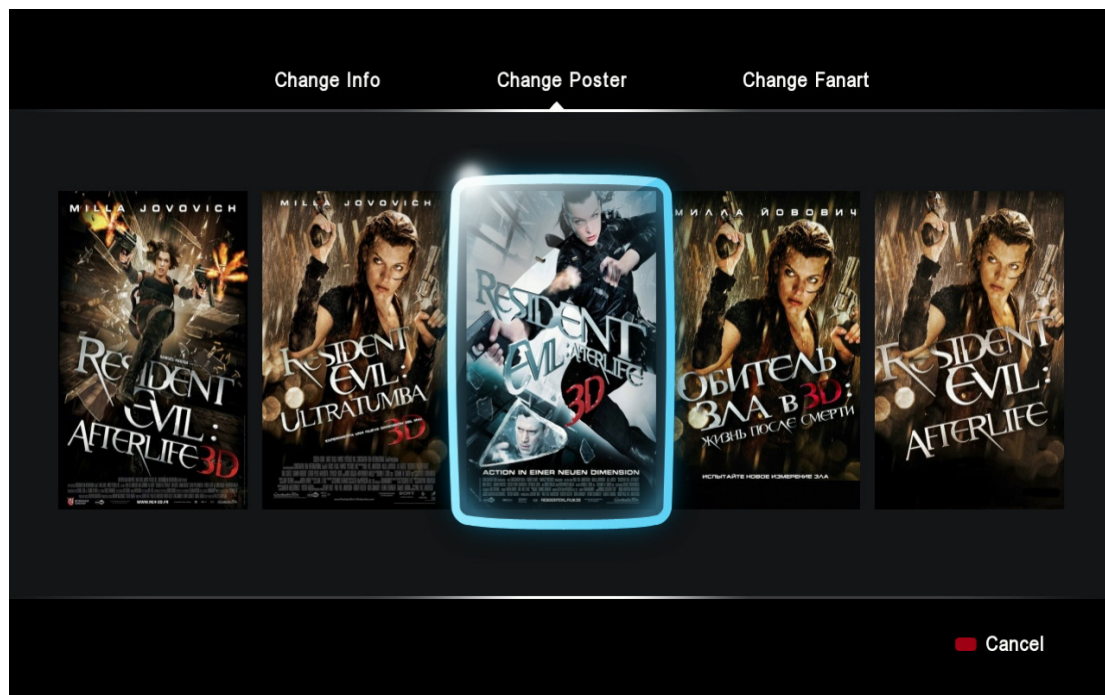 Change Info
Change Poster
Change Fanart
MILLA JOVOVICH
RESIDENT
EVIL:
AFTERLIFE 3D
MILLA JOVOVICH
RESIDENT
EVIL:
ULTRATUMBA
3D
RESIDENT
EVIL: AFTERLIFE
3D
ACTION IN EINER NEUEN DIMENSION
МИЛЛА ЙОВОВИЧ
ОБИТЕЛЬ
ЗЛА В 3D:
ЖИЗНЬ ПОСЛЕ СМЕРТИ
ИСПЫТАЙТЕ НОВОЕ ИЗМЕРЕНИЕ ЗЛА
RESIDENT
EVIL:
AFTERLIFE
Cancel